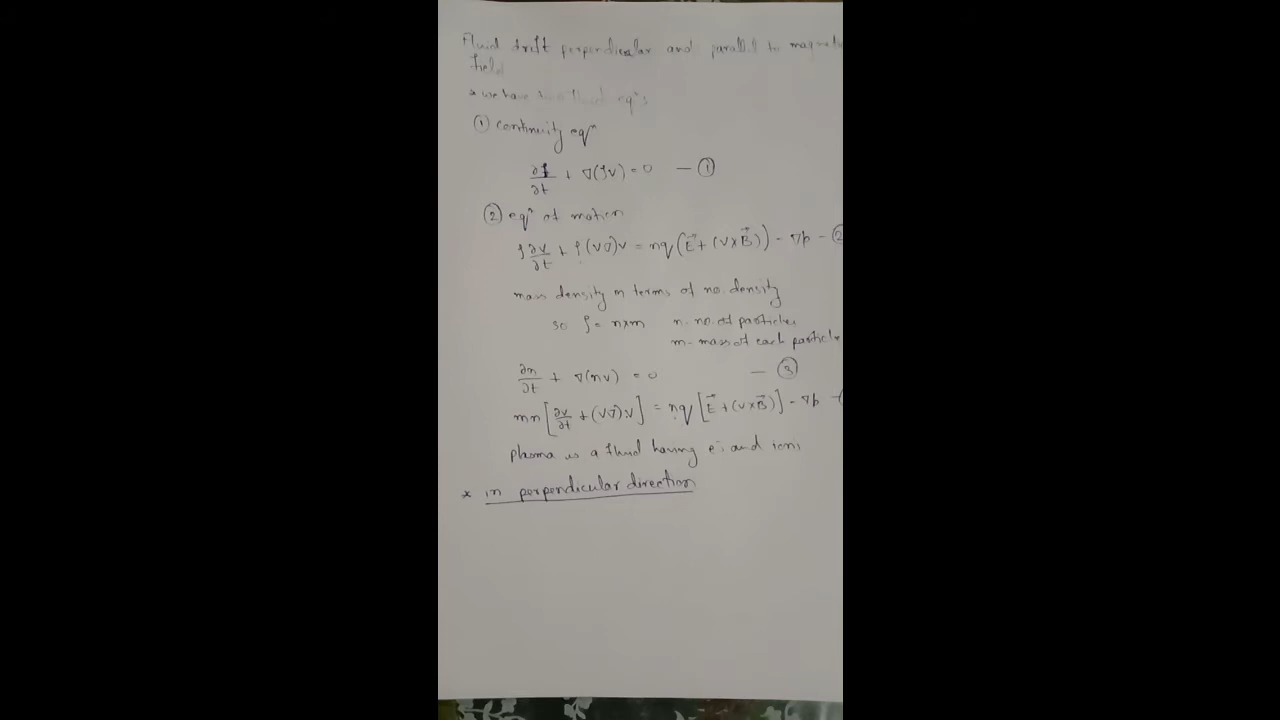 Fluid drift perpendicular and parallel to magnetic
field
* we have two fluid eqⁿs
① continuity eqⁿ
∂ρ/∂t + ∇(ρv) = 0 — ①
② eqⁿ of motion
ρ ∂v/∂t + ρ(v∇)v = nq(E⃗ + (v×B⃗)) - ∇p — ②
mass density in terms of no. density
so ρ = n×m n - no. of particles
m - mass of each particle
∂n/∂t + ∇(nv) = 0 — ③
mn[∂v/∂t + (v∇)v] = nq[E⃗ + (v×B⃗)] - ∇p —
plasma is a fluid having e⁻s and ions
* in perpendicular direction